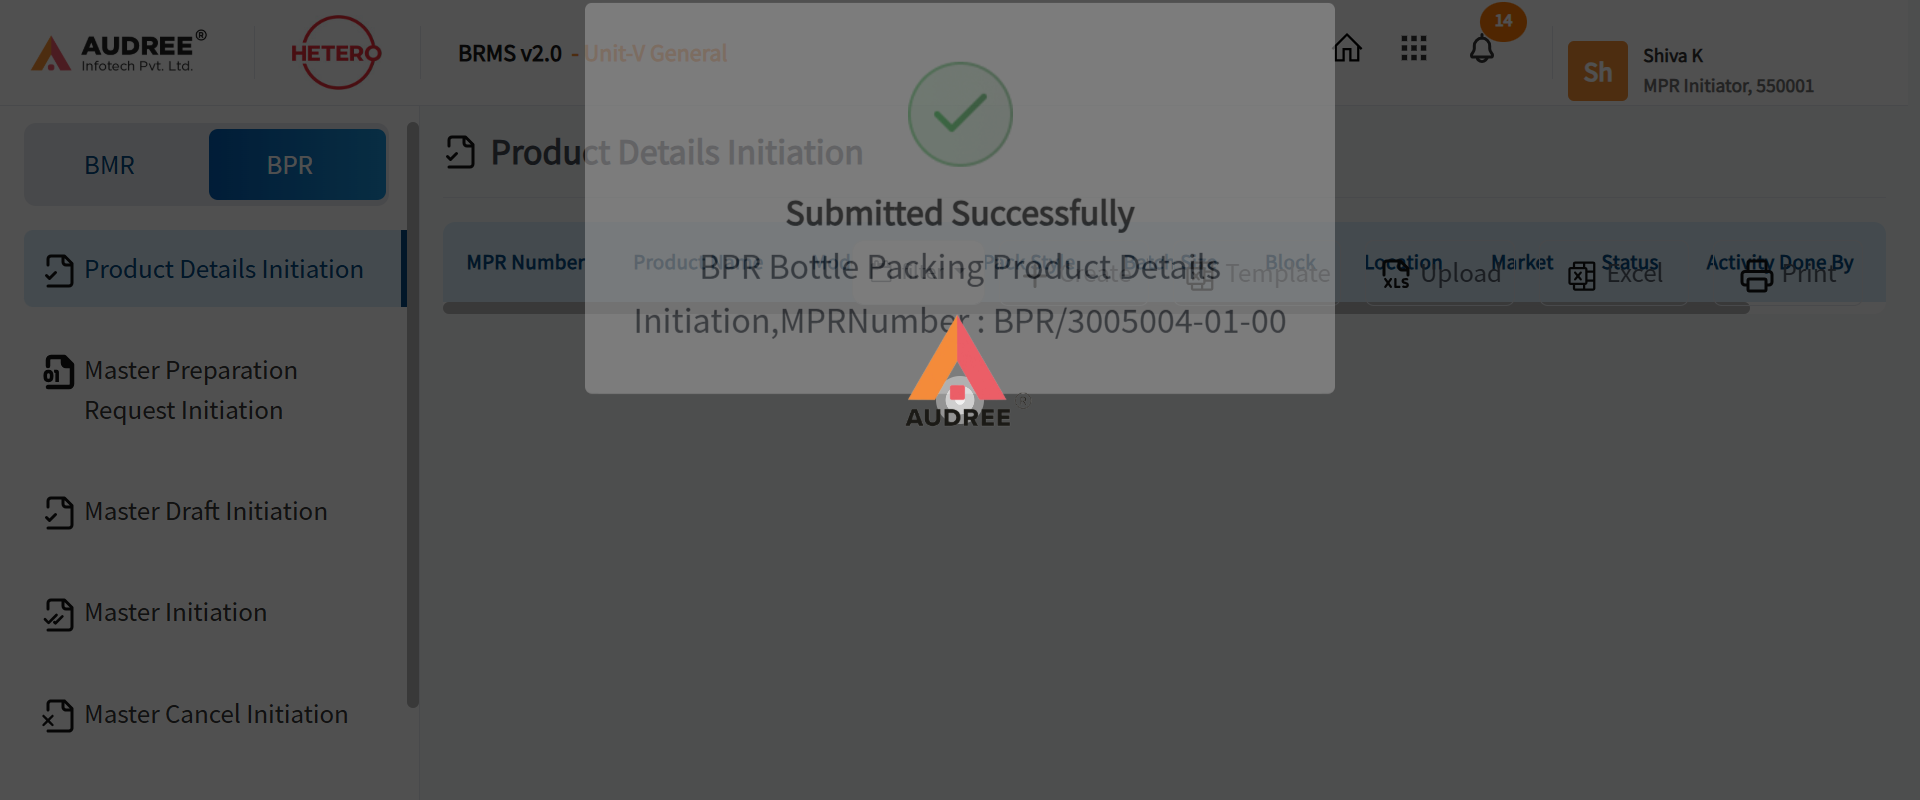 AUDREE®
Infotech Pvt. Ltd.
HETERO
BRMS v2.0 - Unit-V General
14
Sh
Shiva K
MPR Initiator, 550001
BMR
BPR
Product Details Initiation
Master Preparation
Request Initiation
Master Draft Initiation
Master Initiation
Master Cancel Initiation
Product Details Initiation
Submitted Successfully
BPR Bottle Packing Product Details
Initiation,MPRNumber : BPR/3005004-01-00
MPR Number Product Name Pack Style Batch Size Block Location Market Status Activity Done By
Create Template Upload Excel Print
XLS
AUDREE ®